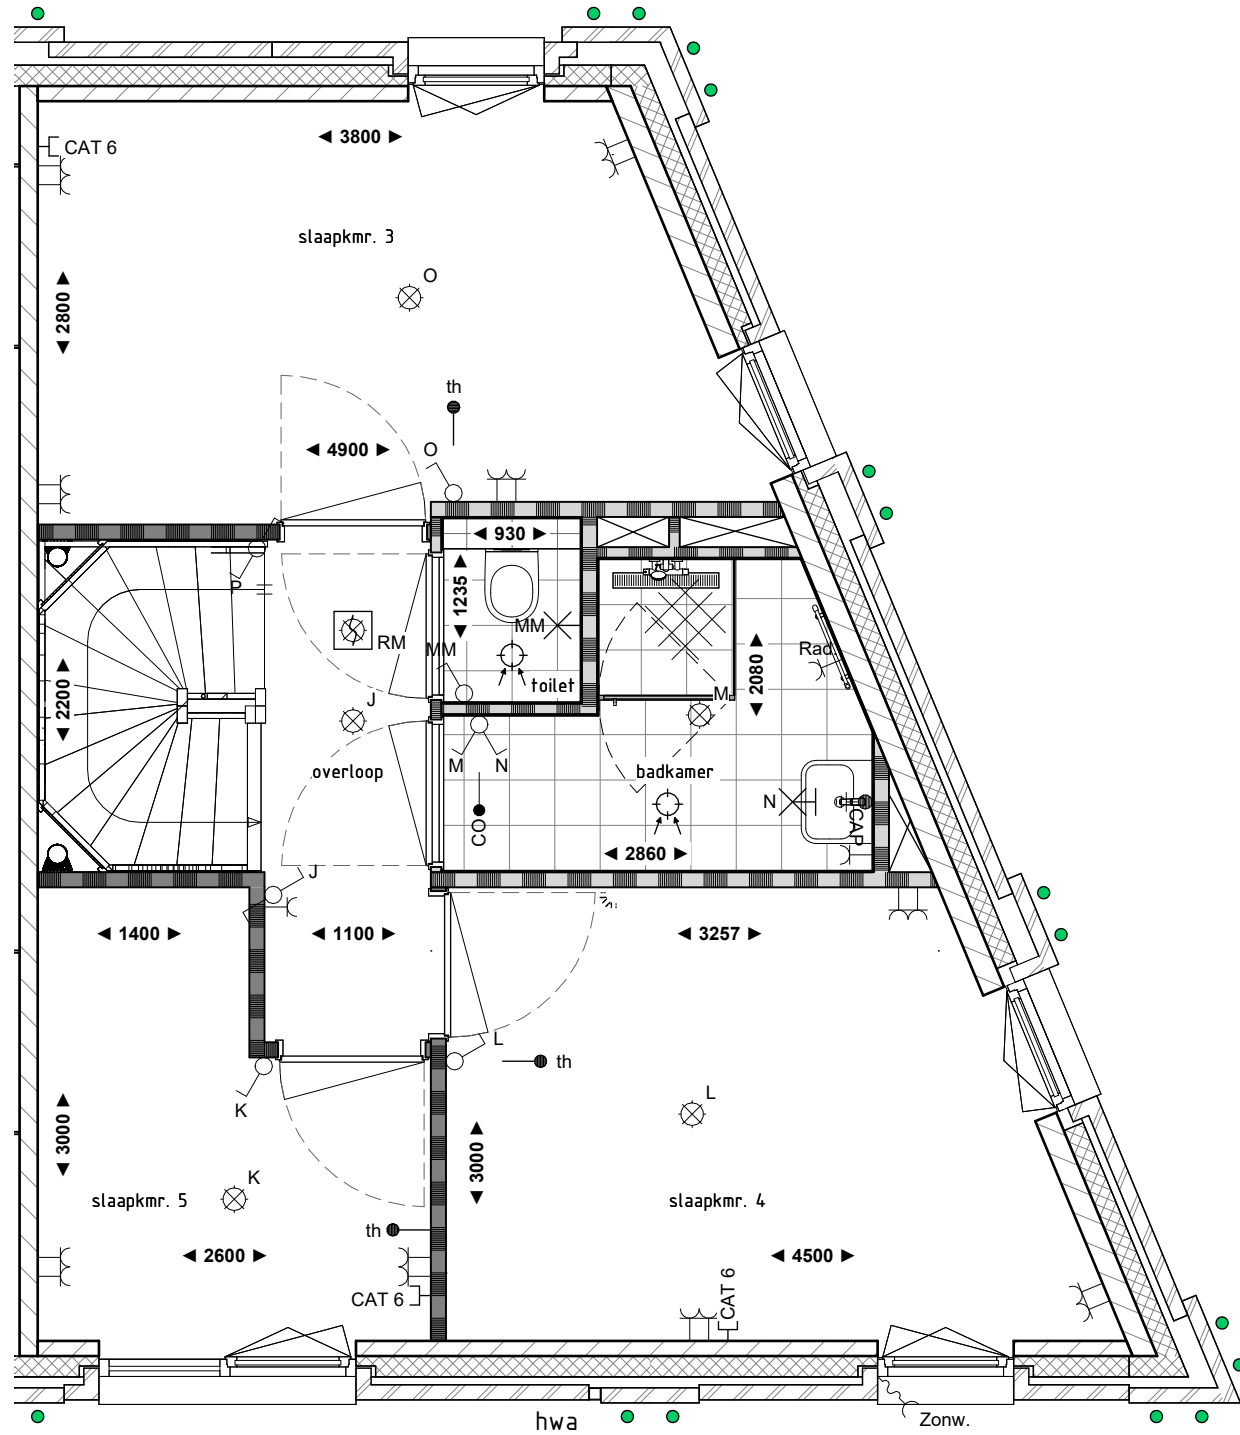 3800
CAT 6
slaapkmr. 3
O
2800
th
4900
O
930
1235
P
RM
MM
MM
toilet
Rad.
2080
M
2200
J
overloop
M
N
badkamer
N
CAP
CO
2860
J
1400
1100
3257
L
th
K
L
3000
3000
K
slaapkmr. 5
slaapkmr. 4
th
2600
4500
CAT 6
CAT 6
hwa
Zonw.